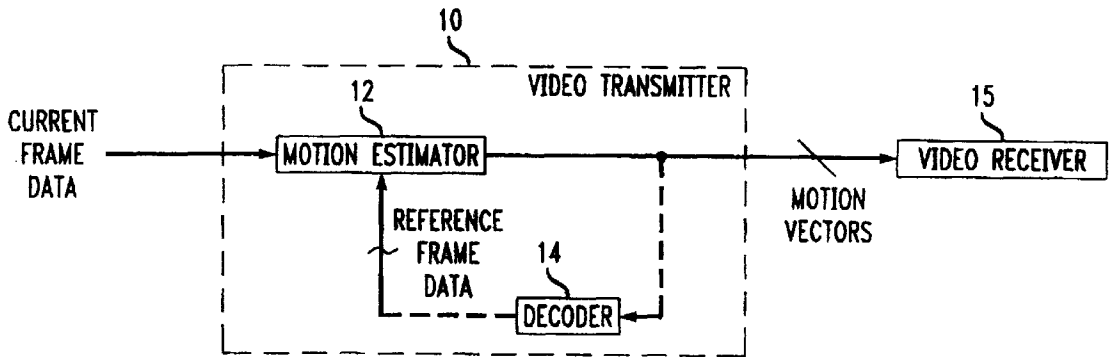 10
VIDEO TRANSMITTER
12
15
CURRENT
FRAME
DATA
MOTION ESTIMATOR
VIDEO RECEIVER
MOTION
VECTORS
REFERENCE
FRAME
DATA
14
DECODER